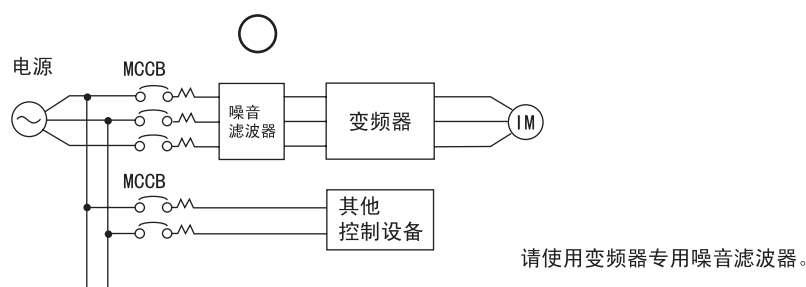 电源
MCCB
噪音
滤波器
变频器
IM
MCCB
其他
控制设备
请使用变频器专用噪音滤波器。